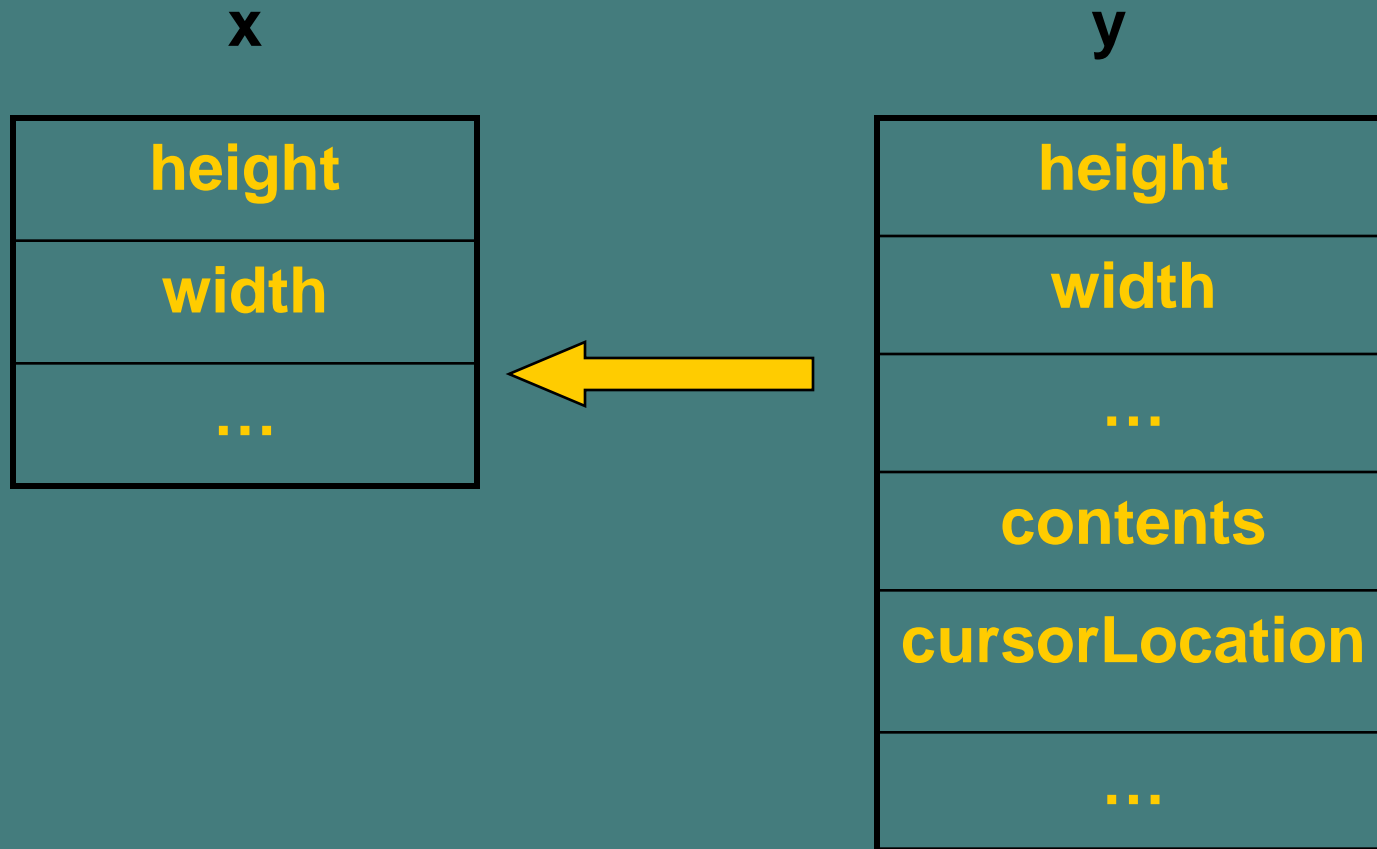 x
height
width
...
y
height
width
...
contents
cursorLocation
...